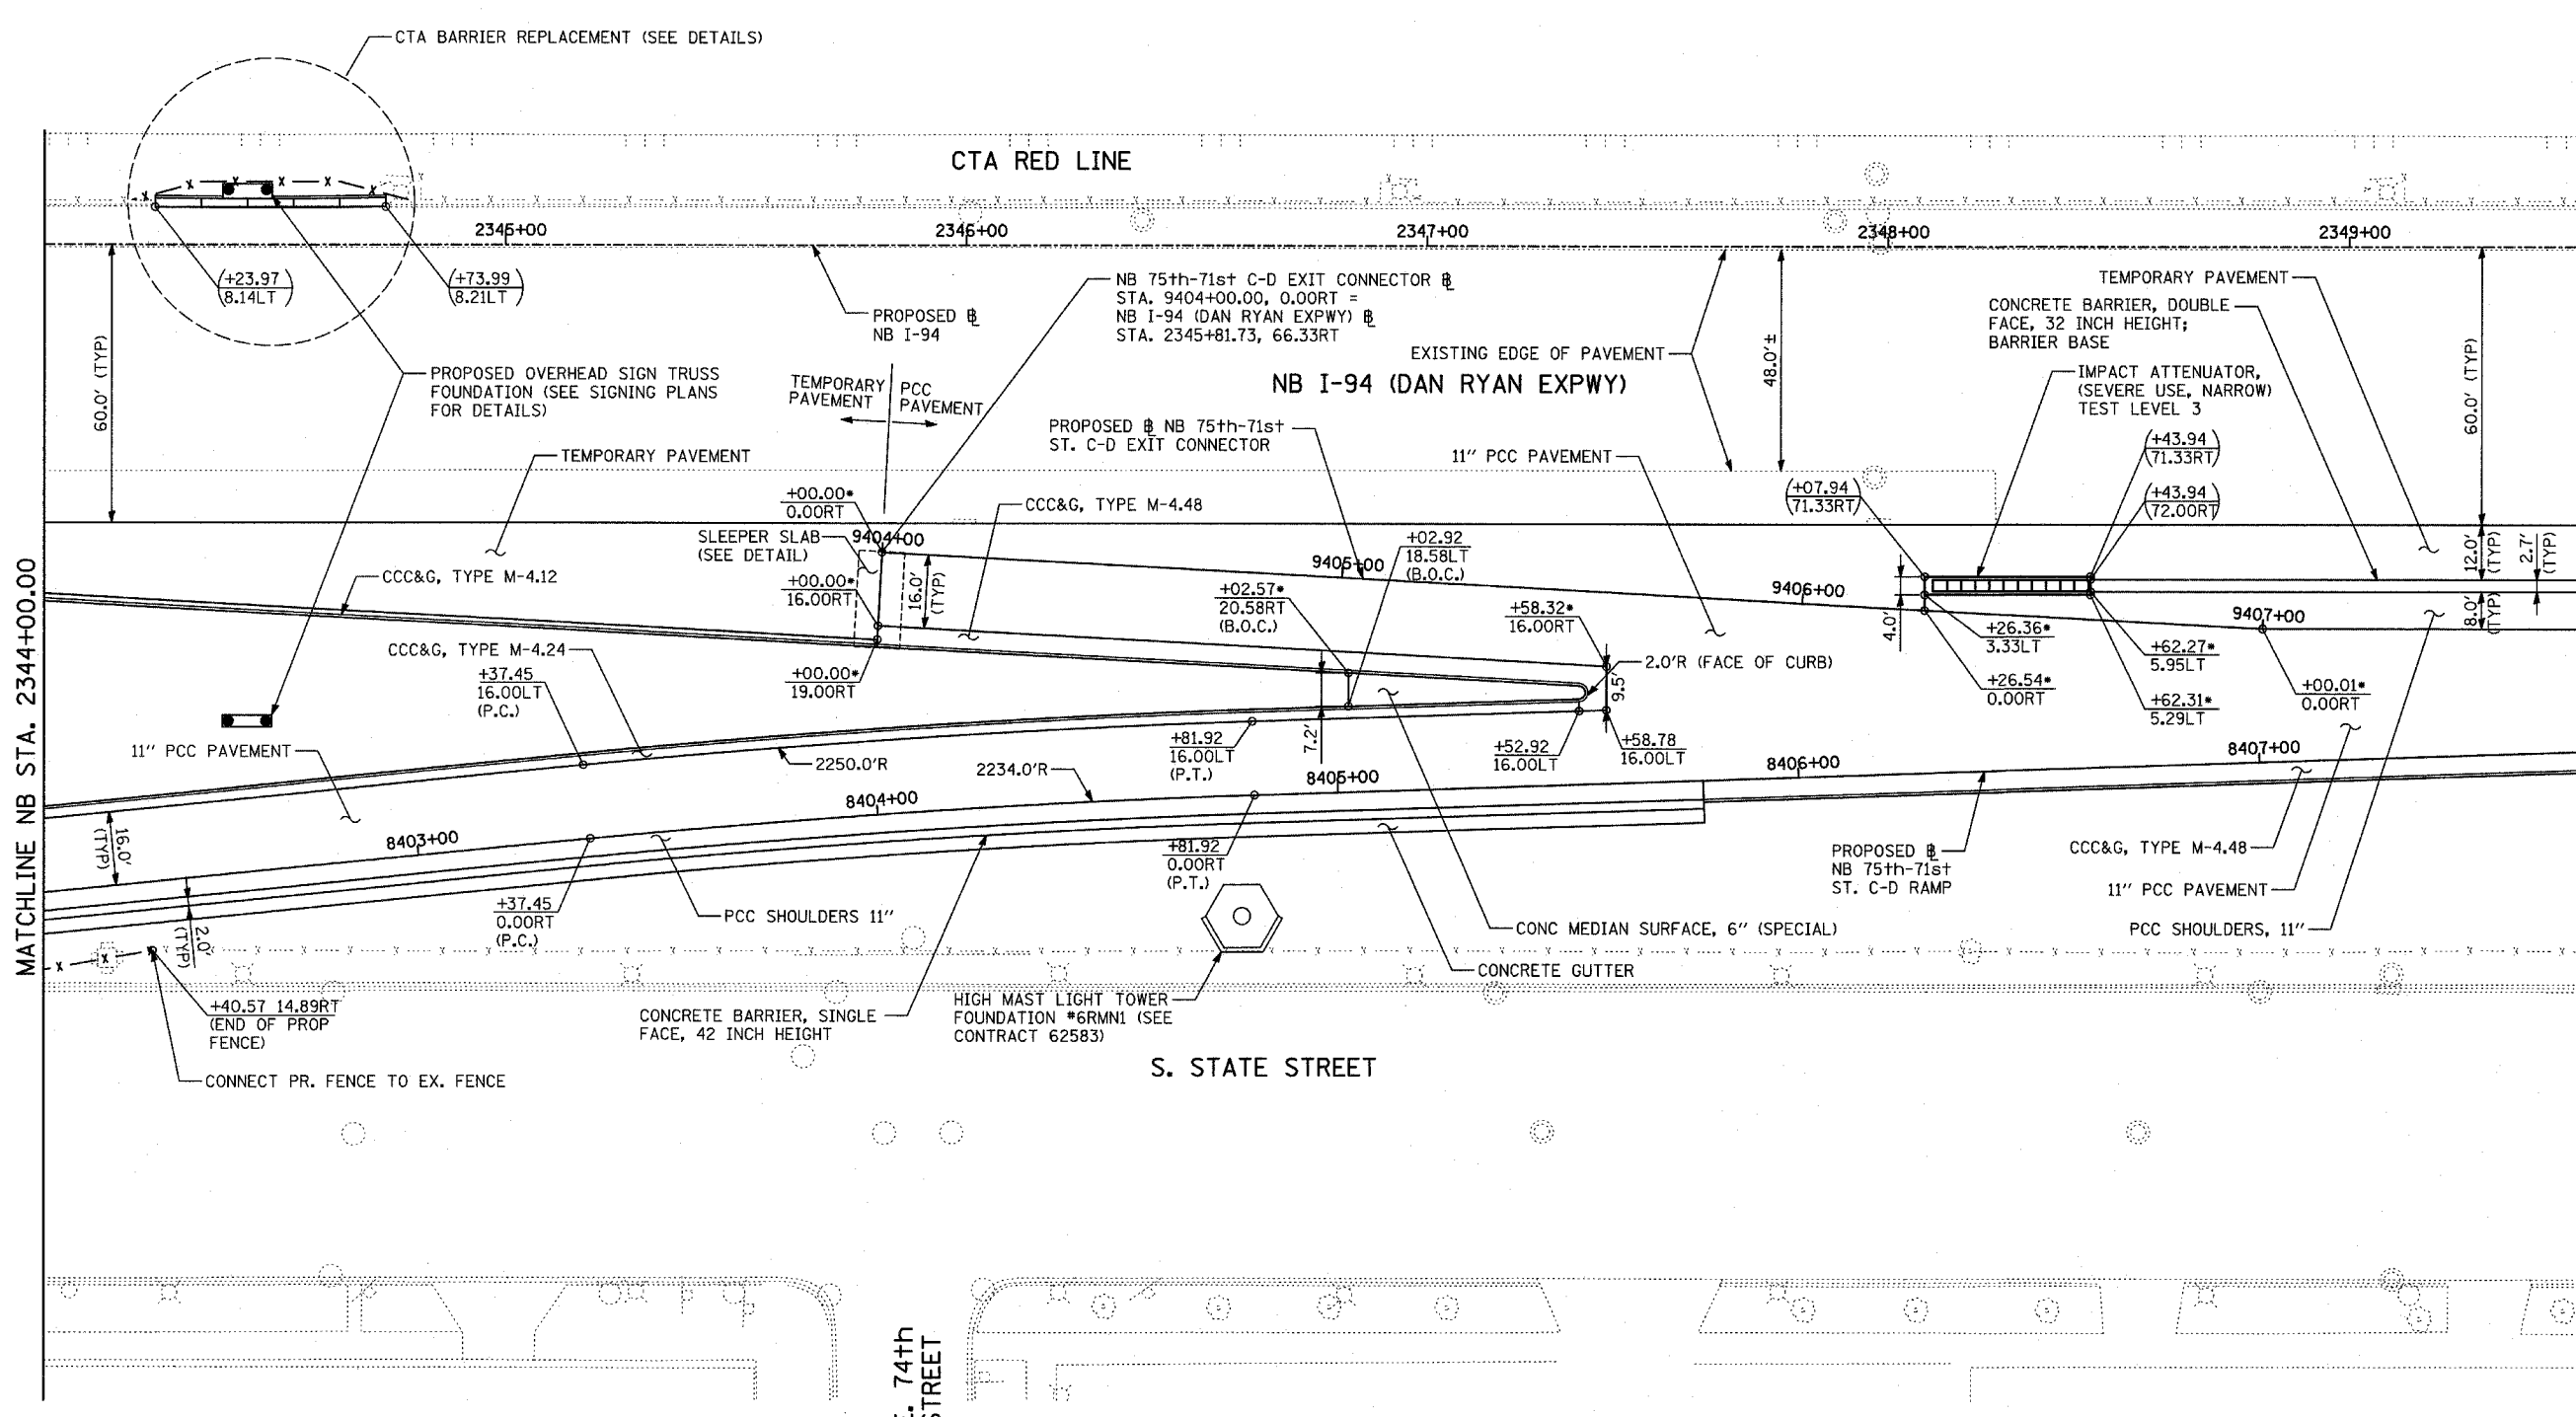 CTA BARRIER REPLACEMENT (SEE DETAILS)
CTA RED LINE
2345+00
2346+00
2347+00
2348+00
2349+00
(+23.97)
(8.14LT)
(+73.99)
(8.21LT)
60.0' (TYP)
PROPOSED OVERHEAD SIGN TRUSS
FOUNDATION (SEE SIGNING PLANS
FOR DETAILS)
PROPOSED ℄
NB I-94
NB 75th-71st C-D EXIT CONNECTOR ℄
STA. 9404+00.00, 0.00RT =
NB I-94 (DAN RYAN EXPWY) ℄
STA. 2345+81.73, 66.33RT
EXISTING EDGE OF PAVEMENT
48.0'±
NB I-94 (DAN RYAN EXPWY)
TEMPORARY PAVEMENT
CONCRETE BARRIER, DOUBLE
FACE, 32 INCH HEIGHT;
BARRIER BASE
IMPACT ATTENUATOR,
(SEVERE USE, NARROW)
TEST LEVEL 3
60.0' (TYP)
TEMPORARY
PAVEMENT
PCC
PAVEMENT
PROPOSED ℄ NB 75th-71st
ST. C-D EXIT CONNECTOR
11" PCC PAVEMENT
TEMPORARY PAVEMENT
(+43.94)
(71.33RT)
(+43.94)
(72.00RT)
(+07.94)
(71.33RT)
+00.00*
0.00RT
CCC&G, TYPE M-4.48
SLEEPER SLAB
(SEE DETAIL)
9404+00
9405+00
9406+00
9407+00
+02.92
18.58LT
(B.O.C.)
12.0'
(TYP)
2.7'
(TYP)
8.0'
(TYP)
CCC&G, TYPE M-4.12
+00.00*
16.00RT
16.0'
(TYP)
+02.57*
20.58RT
(B.O.C.)
+58.32*
16.00RT
4.0'
+26.36*
3.33LT
+62.27*
5.95LT
CCC&G, TYPE M-4.24
+37.45
16.00LT
(P.C.)
+00.00*
19.00RT
2.0'R (FACE OF CURB)
9.5'
+26.54*
0.00RT
+62.31*
5.29LT
+00.01*
0.00RT
MATCHLINE NB STA. 2344+00.00
11" PCC PAVEMENT
2250.0'R
2234.0'R
+81.92
16.00LT
(P.T.)
7.2'
+52.92
16.00LT
+58.78
16.00LT
8403+00
8404+00
8405+00
8406+00
8407+00
16.0'
(TYP)
+81.92
0.00RT
(P.T.)
PROPOSED ℄
NB 75th-71st
ST. C-D RAMP
CCC&G, TYPE M-4.48
11" PCC PAVEMENT
PCC SHOULDERS, 11"
2.0'
(TYP)
+37.45
0.00RT
(P.C.)
PCC SHOULDERS 11"
CONC MEDIAN SURFACE, 6" (SPECIAL)
CONCRETE GUTTER
+40.57 14.89RT
(END OF PROP
FENCE)
CONCRETE BARRIER, SINGLE
FACE, 42 INCH HEIGHT
HIGH MAST LIGHT TOWER
FOUNDATION #6RMN1 (SEE
CONTRACT 62583)
S. STATE STREET
CONNECT PR. FENCE TO EX. FENCE
E. 74th
STREET